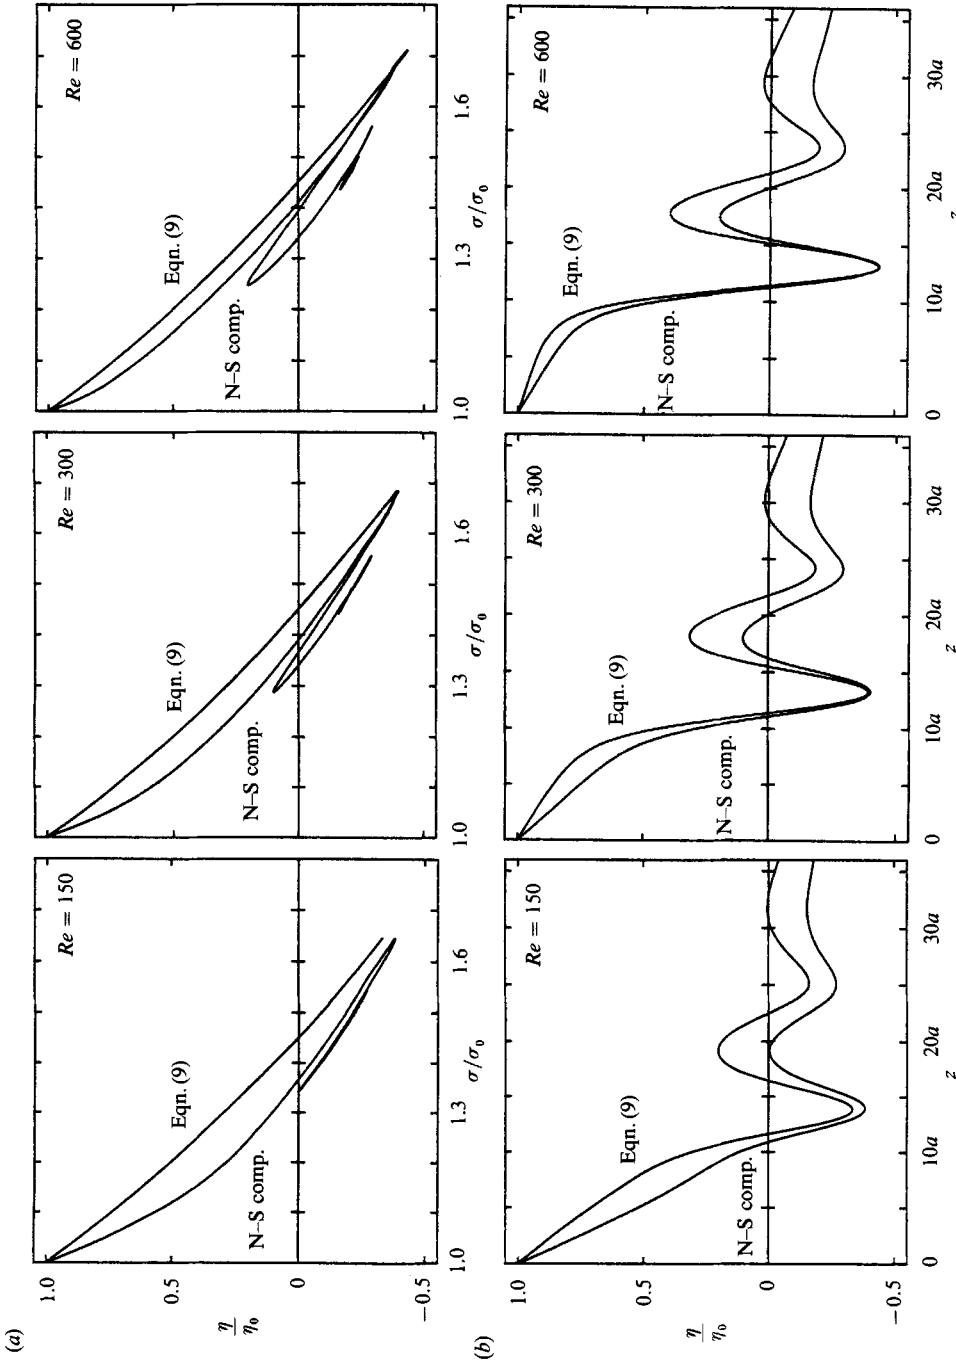 (a)
Re = 150
1.0
0.5
0
−0.5
η/η₀
Eqn. (9)
N–S comp.
1.0
1.3
1.6
σ/σ₀
Re = 300
Eqn. (9)
N–S comp.
1.0
1.3
1.6
σ/σ₀
Re = 600
Eqn. (9)
N–S comp.
1.0
1.3
1.6
σ/σ₀
(b)
Re = 150
1.0
0.5
0
−0.5
η/η₀
Eqn. (9)
N–S comp.
0
10a
20a
30a
z
Re = 300
Eqn. (9)
N–S comp.
0
10a
20a
30a
z
Re = 600
Eqn. (9)
N–S comp.
0
10a
20a
30a
z